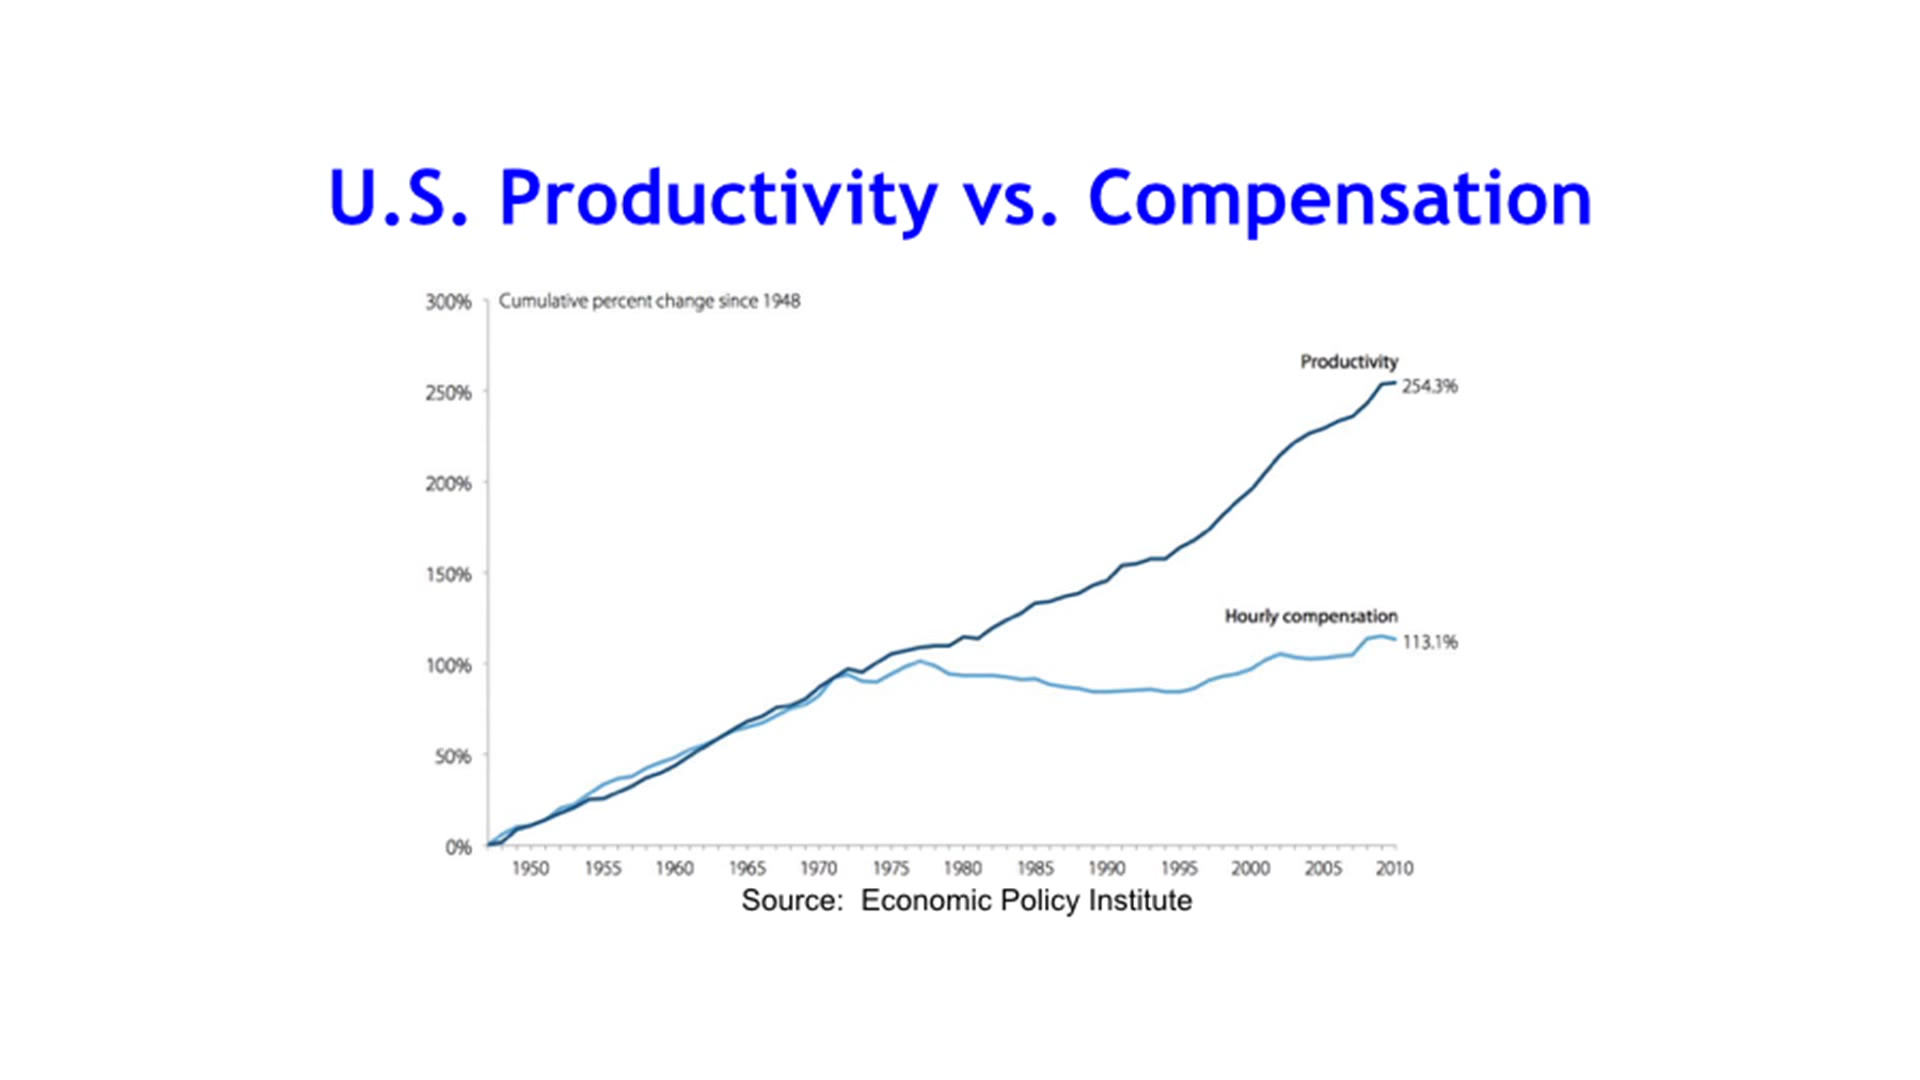 U.S. Productivity vs. Compensation
300% Cumulative percent change since 1948
Productivity
254.3%
250%
200%
150%
Hourly compensation
113.1%
100%
50%
0%
1950 1955 1960 1965 1970 1975 1980 1985 1990 1995 2000 2005 2010
Source: Economic Policy Institute